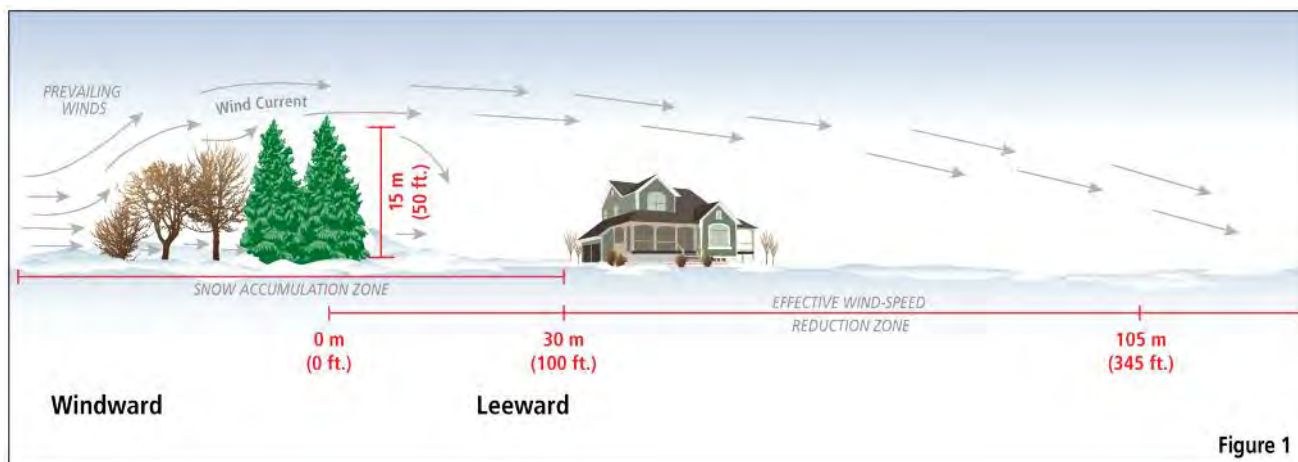 PREVAILING
WINDS
Wind Current
15 m
(50 ft.)
SNOW ACCUMULATION ZONE
EFFECTIVE WIND-SPEED
REDUCTION ZONE
0 m
(0 ft.)
30 m
(100 ft.)
105 m
(345 ft.)
Windward
Leeward
Figure 1